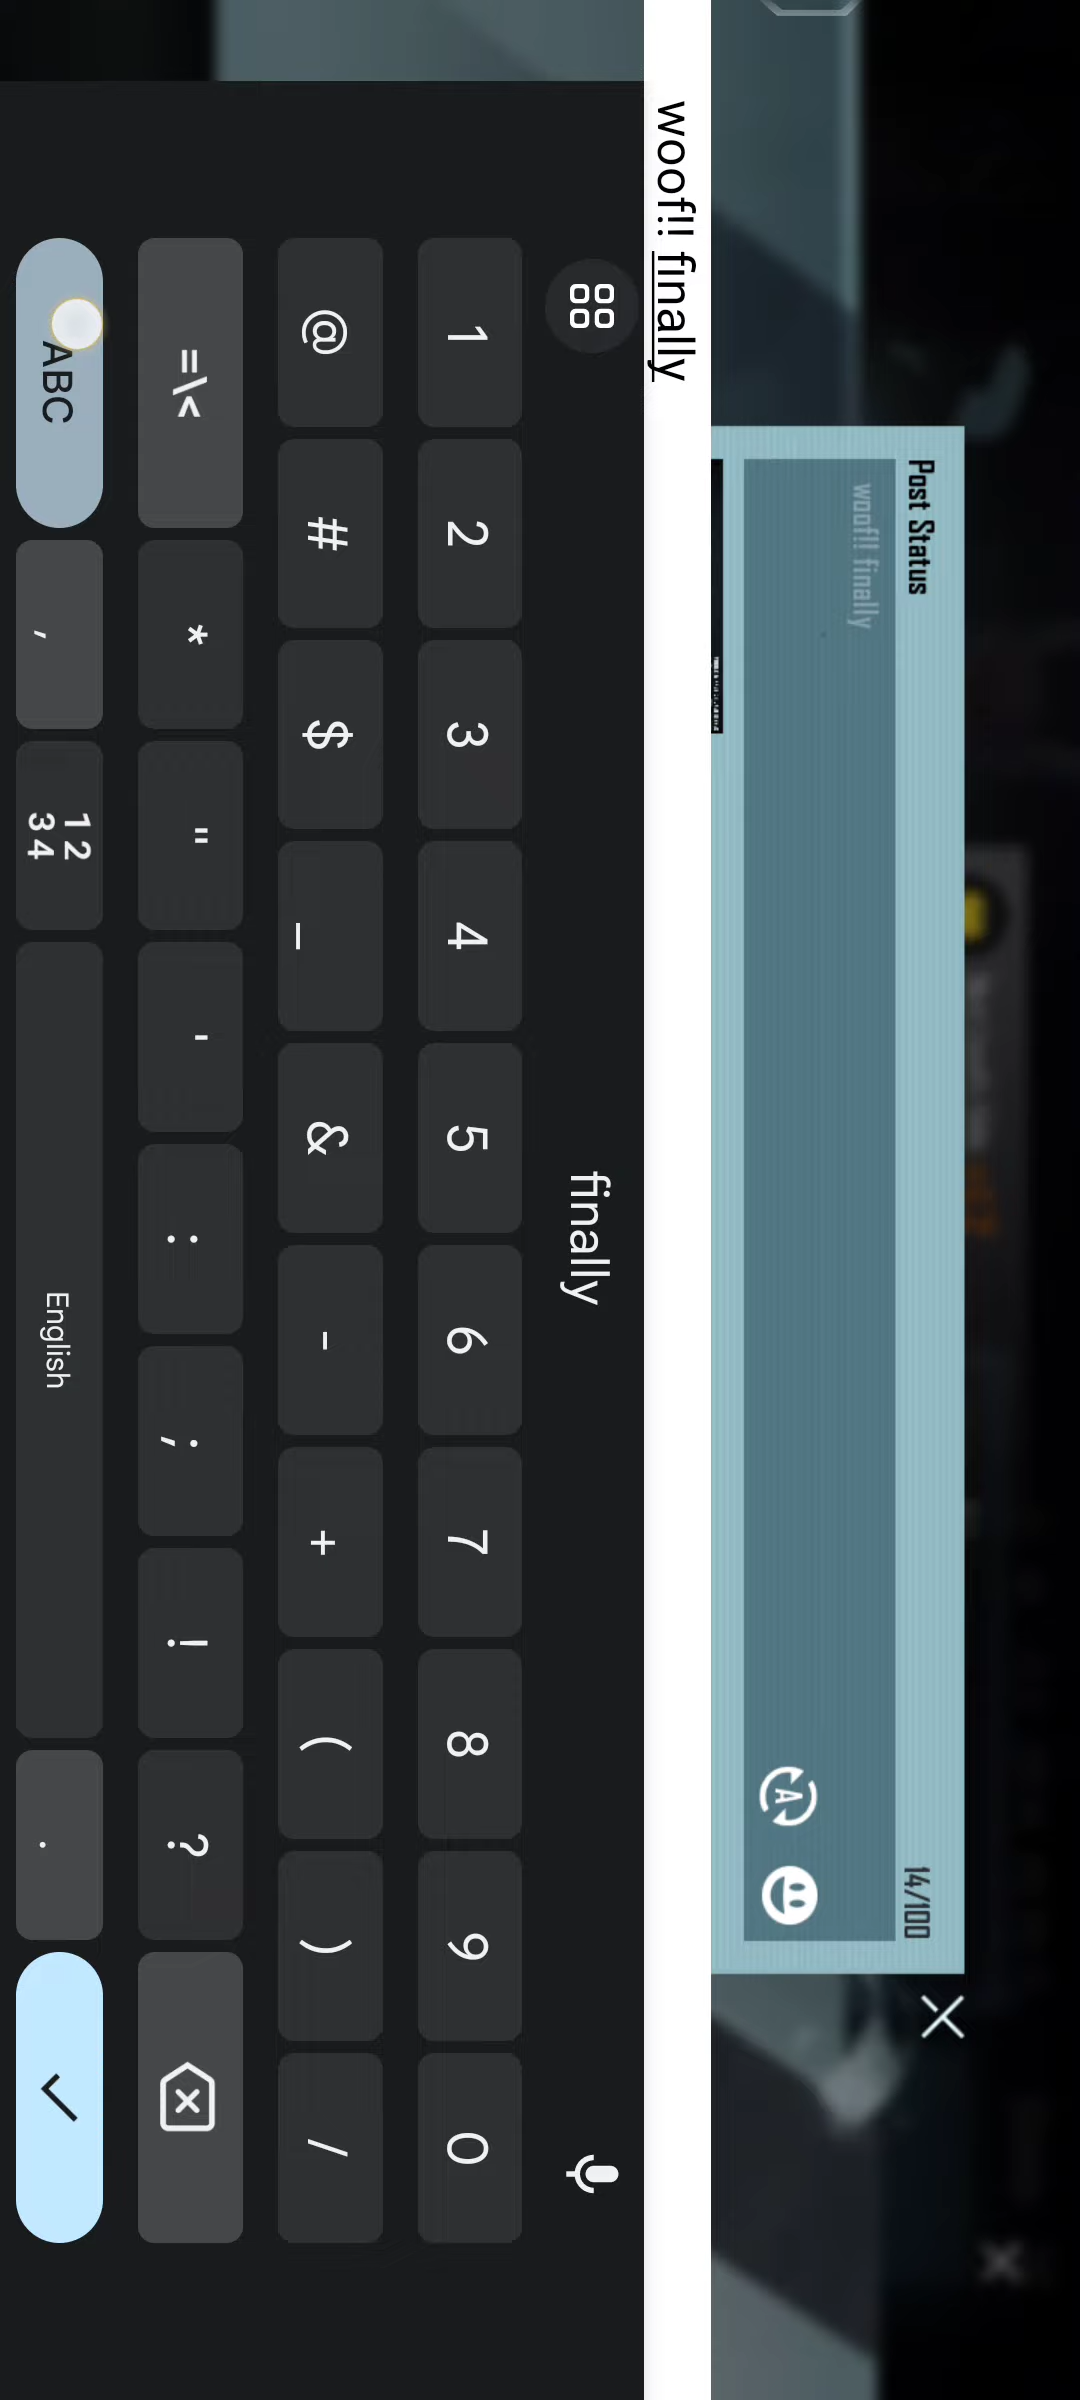 Post Status
14/100
woof!! finally
A
woof!! finally
finally
1 2 3 4 5 6 7 8 9 0
@ # $ _ & - + ( ) /
=\< * " ' : ; ! ?
ABC , 12 34 English .